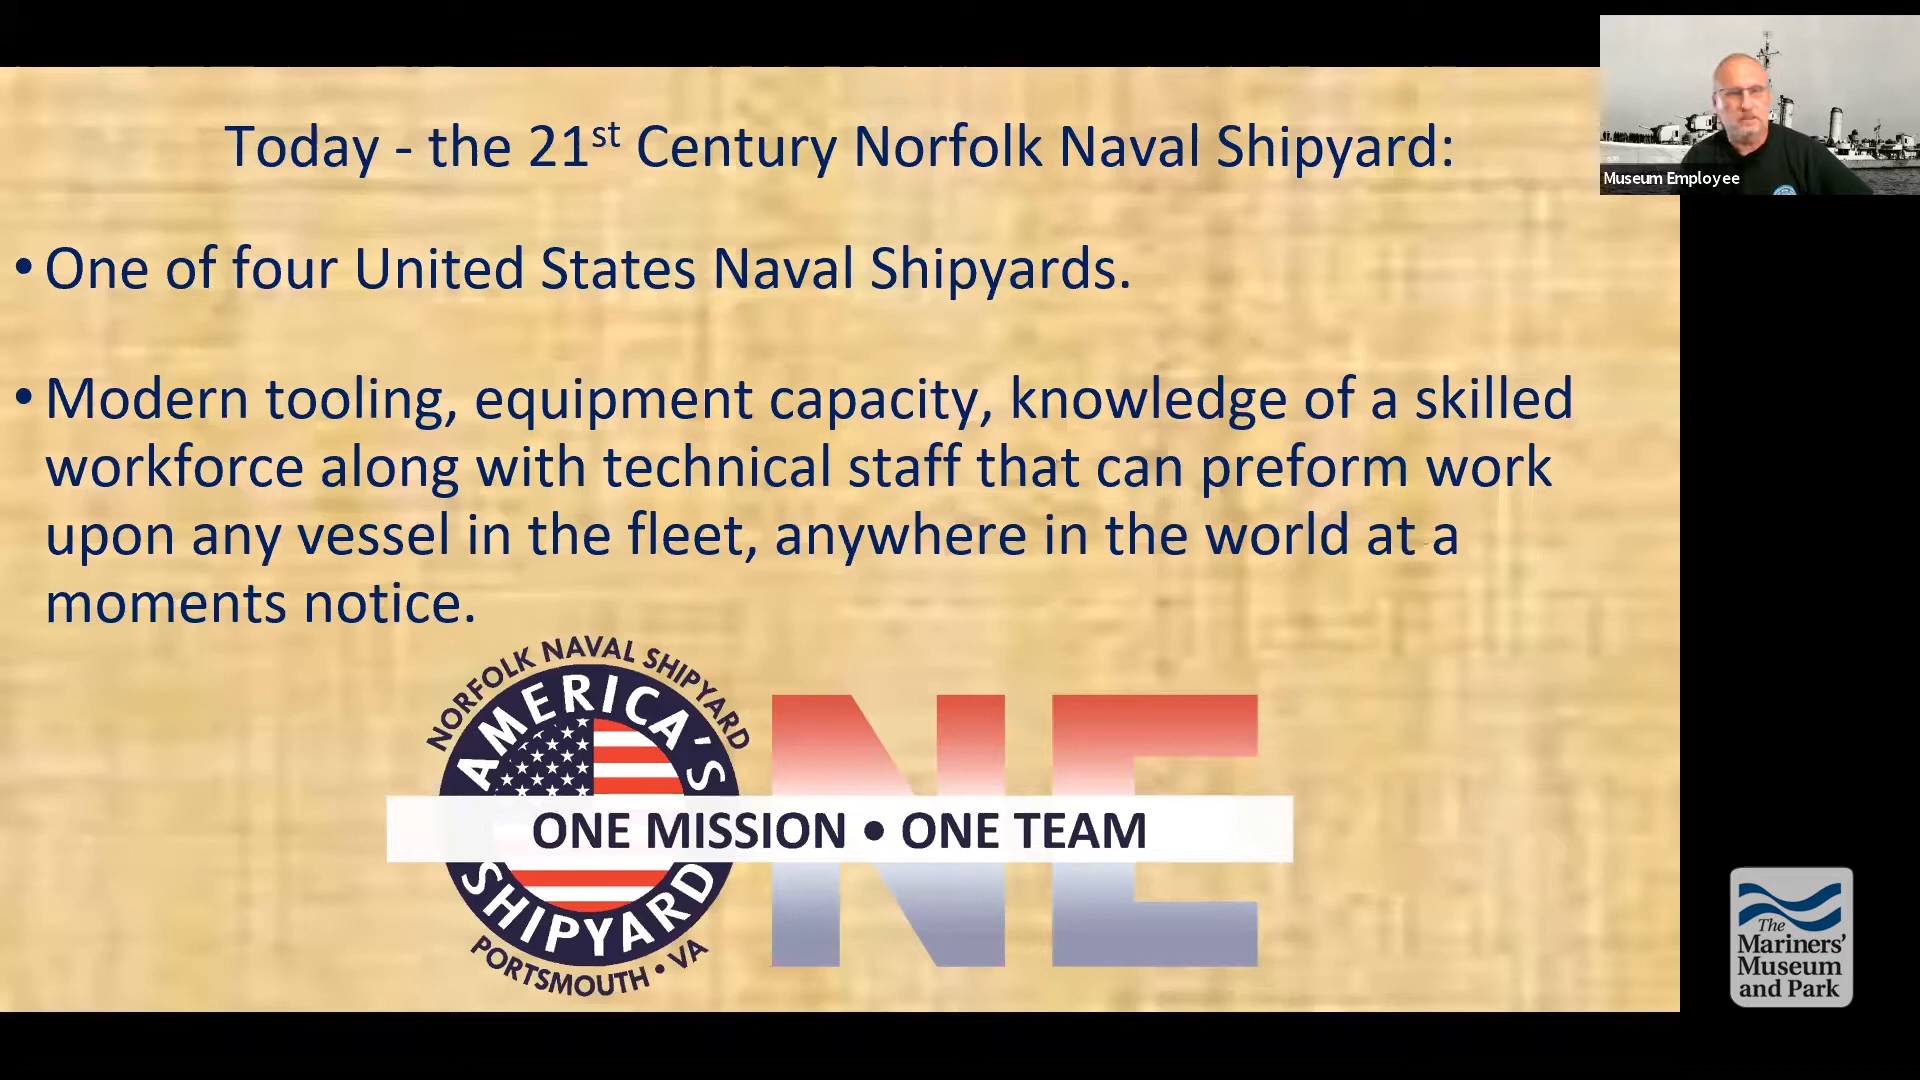 Today - the 21st Century Norfolk Naval Shipyard:
• One of four United States Naval Shipyards.
• Modern tooling, equipment capacity, knowledge of a skilled
workforce along with technical staff that can preform work
upon any vessel in the fleet, anywhere in the world at a
moments notice.
NORFOLK NAVAL SHIPYARD
AMERICA'S
NE
ONE MISSION • ONE TEAM
SHIPYARD
PORTSMOUTH • VA
Museum Employee
The
Mariners'
Museum
and Park